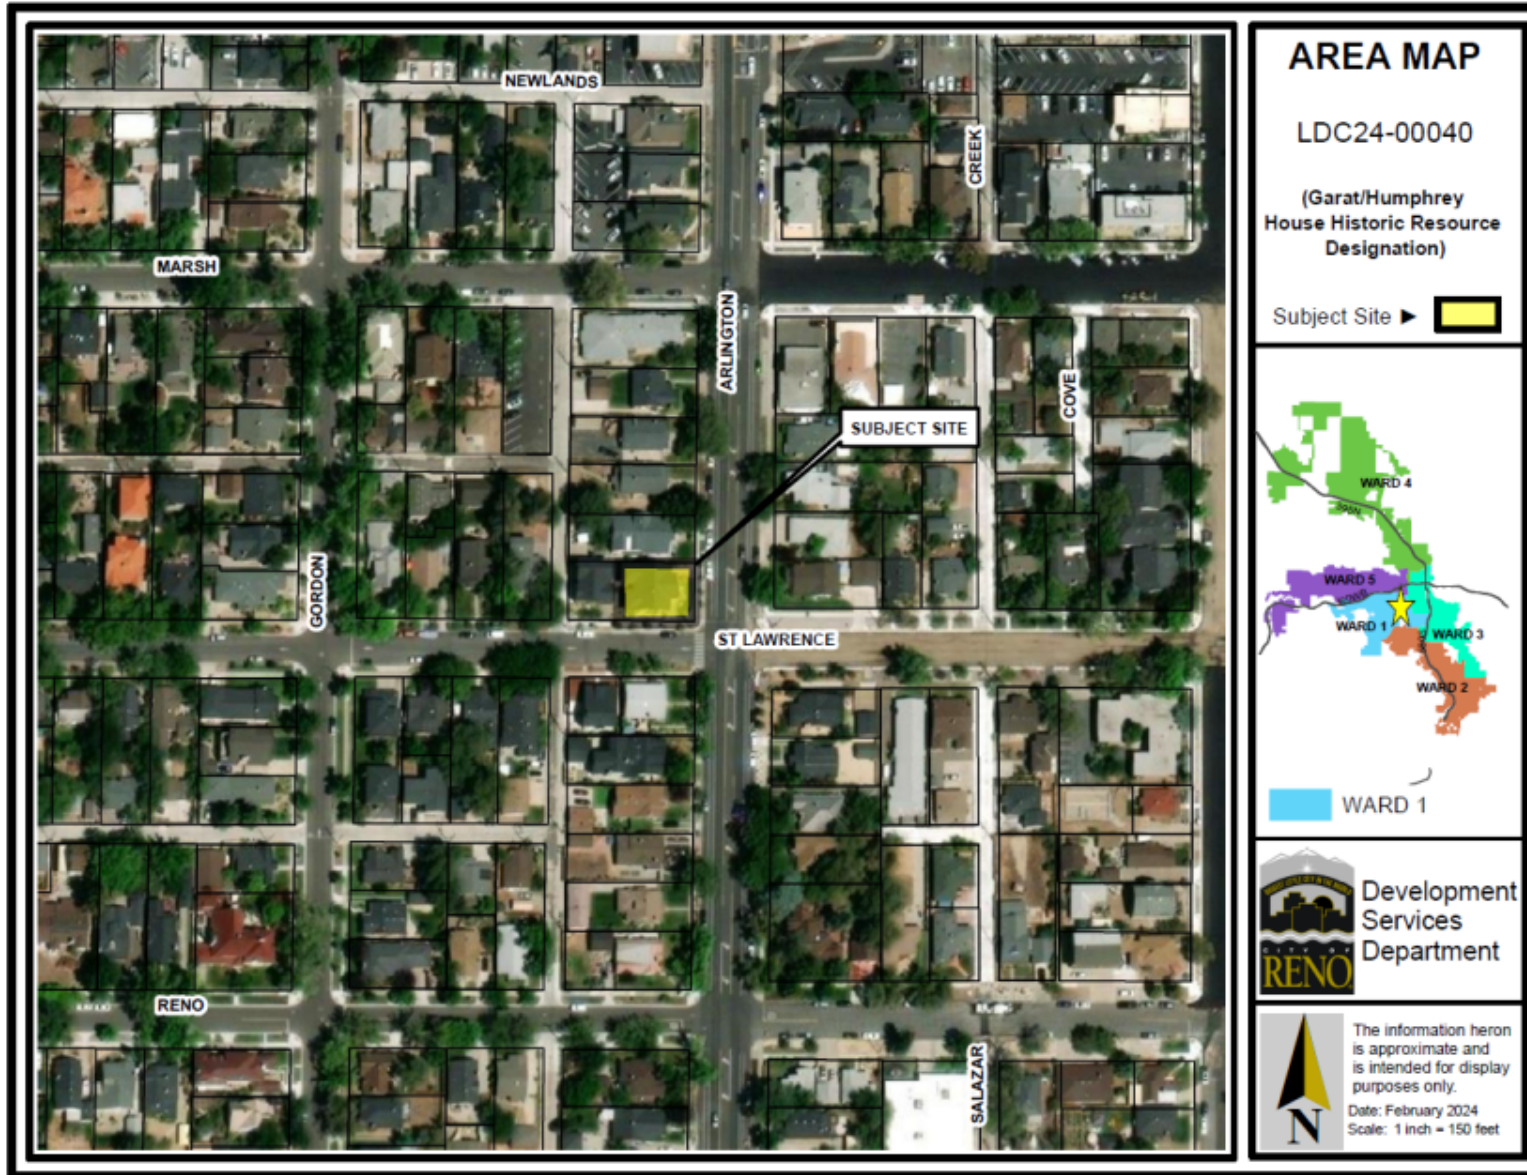 NEWLANDS
CREEK
MARSH
ARLINGTON
COVE
SUBJECT SITE
GORDON
ST LAWRENCE
RENO
SALAZAR
AREA MAP
LDC24-00040
(Garat/Humphrey
House Historic Resource
Designation)
Subject Site ►
WARD 4
WARD 5
WARD 1
WARD 3
WARD 2
WARD 1
CITY OF
RENO
Development
Services
Department
N
The information heron
is approximate and
is intended for display
purposes only.
Date: February 2024
Scale: 1 inch = 150 feet